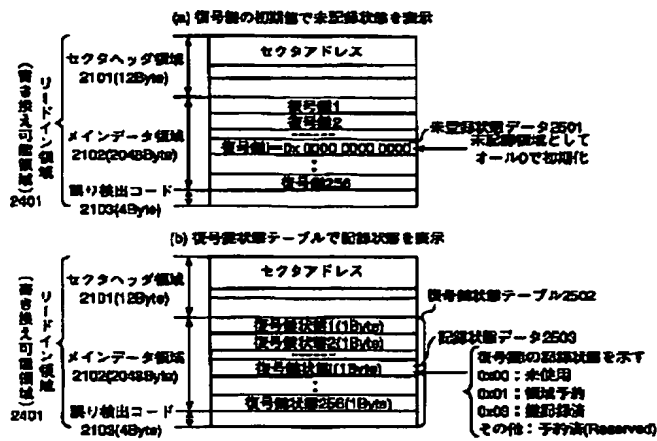 (a) 復号鍵の初期値で未記録状態を表示
セクタヘッダ領域
2101(12Byte)
セクタアドレス
リードイン領域
(書き換え可能領域)
2401
メインデータ領域
2102(2048Byte)
復号鍵1
復号鍵2
復号鍵i=0x 0000 0000 0000
復号鍵256
未登録状態データ2501
未記録領域として
オール0で初期化
誤り検出コード
2103(4Byte)
(b) 復号鍵状態テーブルで記録状態を表示
セクタヘッダ領域
2101(12Byte)
セクタアドレス
リードイン領域
(書き換え可能領域)
2401
メインデータ領域
2102(2048Byte)
復号鍵状態1(1Byte)
復号鍵状態2(1Byte)
復号鍵状態i(1Byte)
復号鍵状態256(1Byte)
誤り検出コード
2103(4Byte)
復号鍵状態テーブル2502
記録状態データ2503
復号鍵iの記録状態を示す
0x00：未使用
0x01：領域予約
0x03：鍵記録済
その他：予約済(Reserved)